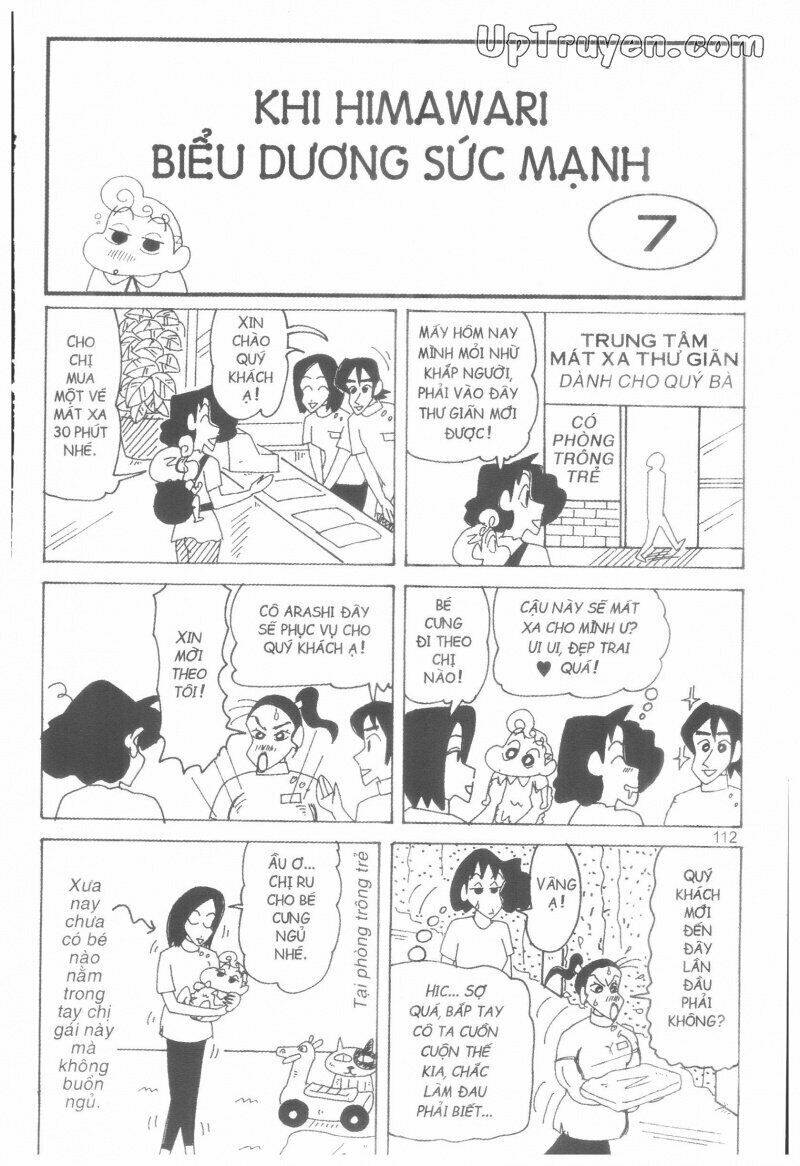 UpTruyen.com
KHI HIMAWARI
BIỂU DƯƠNG SỨC MẠNH
7
MẤY HÔM NAY
MÌNH MỎI NHỪ
KHẮP NGƯỜI,
PHẢI VÀO ĐÂY
THƯ GIÃN MỚI
ĐƯỢC!
TRUNG TÂM
MÁT XA THƯ GIÃN
DÀNH CHO QUÝ BÀ
CÓ
PHÒNG
TRÔNG
TRẺ
XIN
CHÀO
QUÝ
KHÁCH
Ạ!
CHO
CHỊ
MUA
MỘT VÉ
MÁT XA
30 PHÚT
NHÉ.
CẬU NÀY SẼ MÁT
XA CHO MÌNH Ư?
UI UI, ĐẸP TRAI
♥ QUÁ!
BÉ
CƯNG
ĐI THEO
CHỊ
NÀO!
CÔ ARASHI ĐÂY
SẼ PHỤC VỤ CHO
QUÝ KHÁCH Ạ!
XIN
MỜI
THEO
TÔI!
112
QUÝ
KHÁCH
MỚI
ĐẾN
ĐÂY
LẦN
ĐẦU
PHẢI
KHÔNG?
VÂNG
Ạ!
HIC... SỢ
QUÁ, BẮP TAY
CÔ TA CUỒN
CUỘN THẾ
KIA, CHẮC
LÀM ĐAU
PHẢI BIẾT...
Tại phòng trông trẻ
ẦU Ơ...
CHỊ RU
CHO BÉ
CƯNG
NGỦ
NHÉ.
Xưa
nay
chưa
có bé
nào
nằm
trong
tay chị
gái này
mà
không
buồn
ngủ.